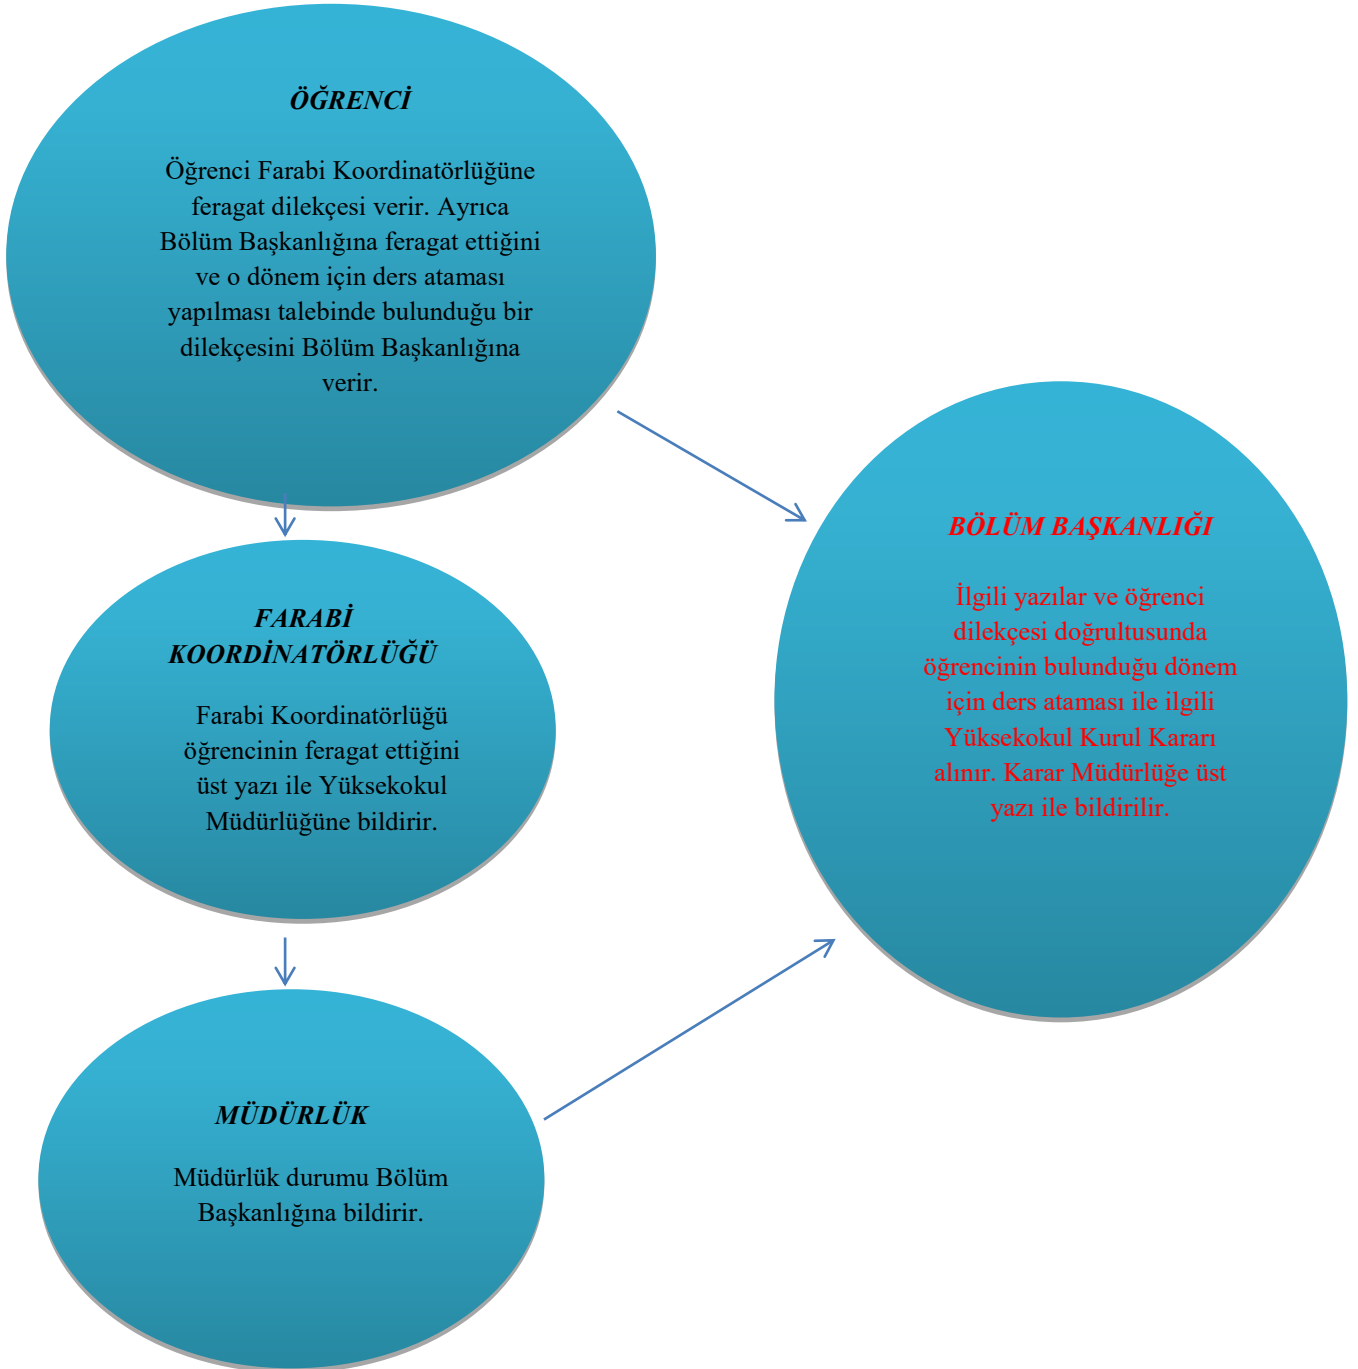 ÖĞRENCİ
Öğrenci Farabi Koordinatörlüğüne
feragat dilekçesi verir. Ayrıca
Bölüm Başkanlığına feragat ettiğini
ve o dönem için ders ataması
yapılması talebinde bulunduğu bir
dilekçesini Bölüm Başkanlığına
verir.
FARABİ
KOORDİNATÖRLÜĞÜ
Farabi Koordinatörlüğü
öğrencinin feragat ettiğini
üst yazı ile Yüksekokul
Müdürlüğüne bildirir.
MÜDÜRLÜK
Müdürlük durumu Bölüm
Başkanlığına bildirir.
BÖLÜM BAŞKANLIĞI
İlgili yazılar ve öğrenci
dilekçesi doğrultusunda
öğrencinin bulunduğu dönem
için ders ataması ile ilgili
Yüksekokul Kurul Kararı
alınır. Karar Müdürlüğe üst
yazı ile bildirilir.